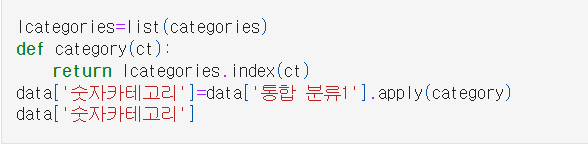 lcategories=list(categories)
def category(ct):
    return lcategories.index(ct)
data['숫자카테고리']=data['통합 분류1'].apply(category)
data['숫자카테고리']